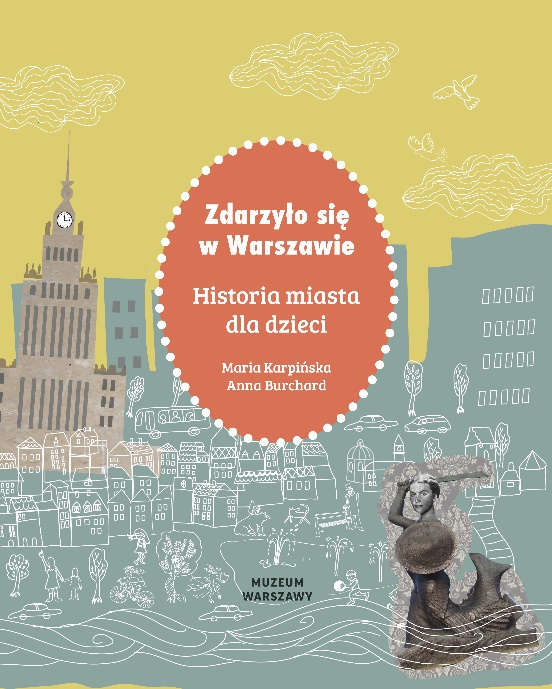 Zdarzyło się
w Warszawie
Historia miasta
dla dzieci
Maria Karpińska
Anna Burchard
MUZEUM
WARSZAWY